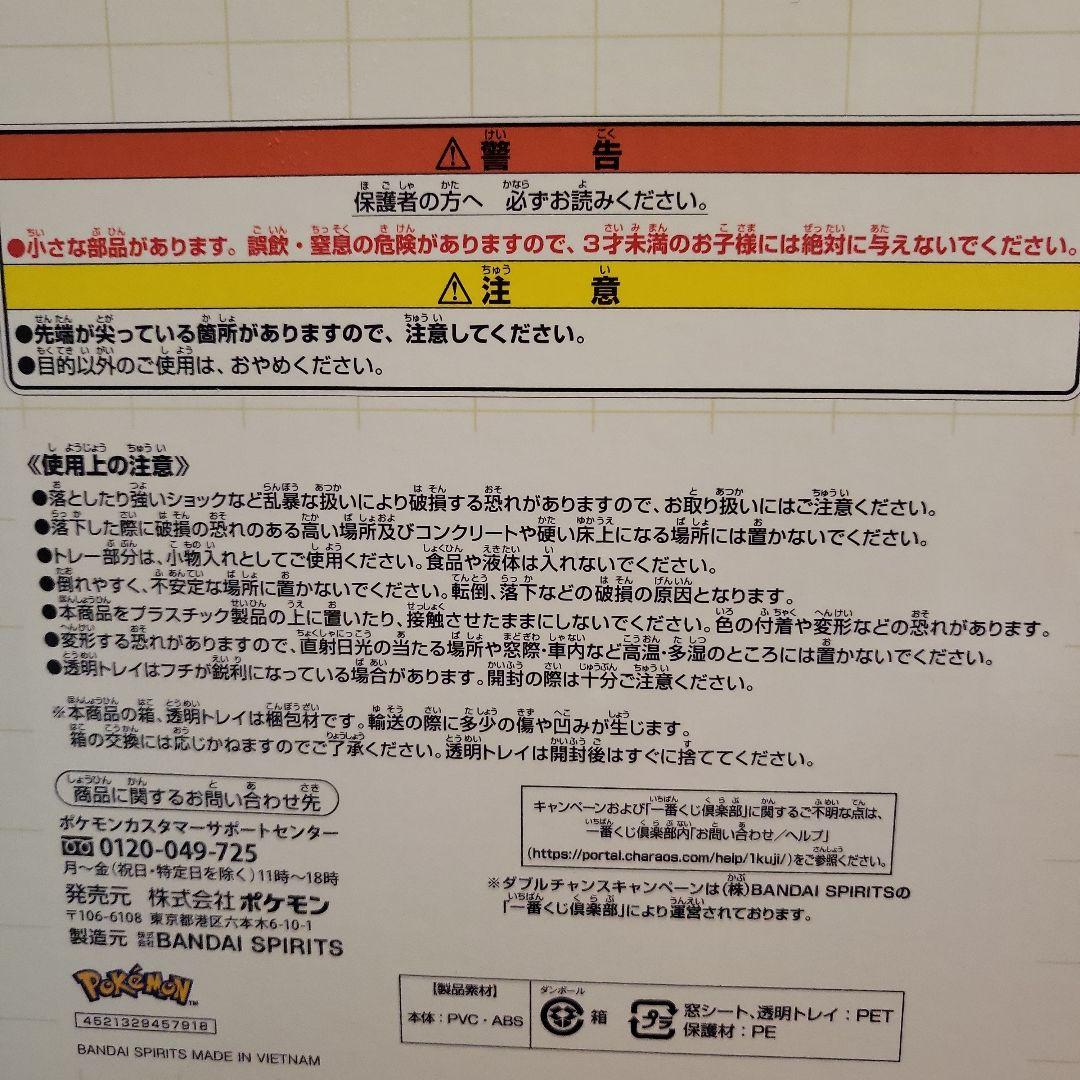 ⚠警告
保護者の方へ 必ずお読みください。
●小さな部品があります。誤飲・窒息の危険がありますので、3才未満のお子様には絶対に与えないでください。
⚠注意
●先端が尖っている箇所がありますので、注意してください。
●目的以外のご使用は、おやめください。
《使用上の注意》
●落としたり強いショックなど乱暴な扱いにより破損する恐れがありますので、お取り扱いにはご注意ください。
●落下した際に破損の恐れのある高い場所及びコンクリートや硬い床上になる場所には置かないでください。
●トレー部分は、小物入れとしてご使用ください。食品や液体は入れないでください。
●倒れやすく、不安定な場所に置かないでください。転倒、落下などの破損の原因となります。
●本商品をプラスチック製品の上に置いたり、接触させたままにしないでください。色の付着や変形などの恐れがあります。
●変形する恐れがありますので、直射日光の当たる場所や窓際・車内など高温・多湿のところには置かないでください。
●透明トレイはフチが鋭利になっている場合があります。開封の際は十分ご注意ください。
※本商品の箱、透明トレイは梱包材です。輸送の際に多少の傷や凹みが生じます。
箱の交換には応じかねますのでご了承ください。透明トレイは開封後はすぐに捨ててください。
商品に関するお問い合わせ先
ポケモンカスタマーサポートセンター
0120-049-725
月〜金(祝日・特定日を除く)11時〜18時
発売元 株式会社ポケモン
〒106-6108 東京都港区六本木6-10-1
製造元 株式会社BANDAI SPIRITS
キャンペーンおよび「一番くじ倶楽部」に関するご不明な点は、
一番くじ倶楽部内「お問い合わせ/ヘルプ」
(https://portal.charaos.com/help/1kuji/)をご参照ください。
※ダブルチャンスキャンペーンは(株)BANDAI SPIRITSの
「一番くじ倶楽部」により運営されております。
POKéMON™
4521329457918
BANDAI SPIRITS MADE IN VIETNAM
【製品素材】
本体:PVC・ABS
ダンボール
箱
プラ
窓シート、透明トレイ:PET
保護材:PE